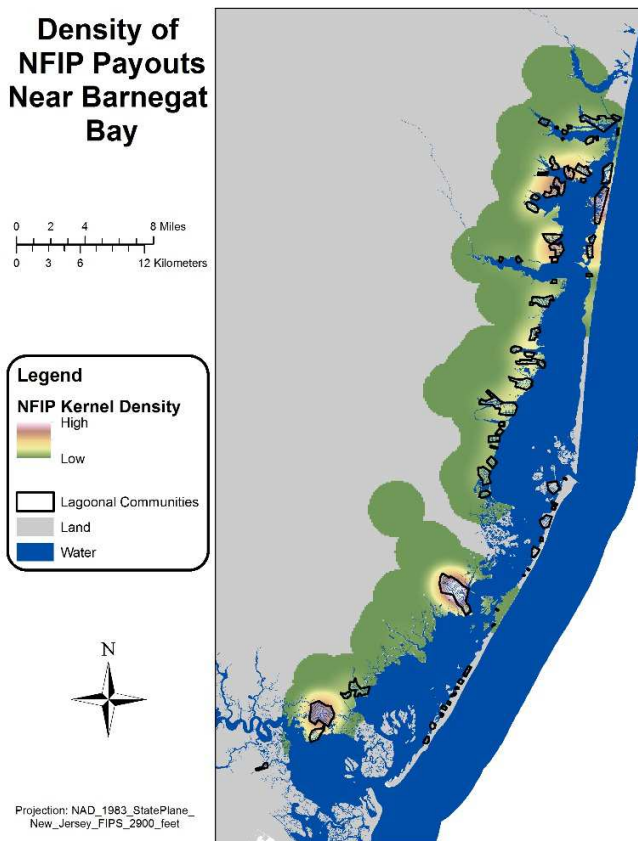 Density of
NFIP Payouts
Near Barnegat
Bay
0 2 4 8 Miles
0 3 6 12 Kilometers
Legend
NFIP Kernel Density
High
Low
Lagoonal Communities
Land
Water
N
Projection: NAD_1983_StatePlane_
New_Jersey_FIPS_2900_feet